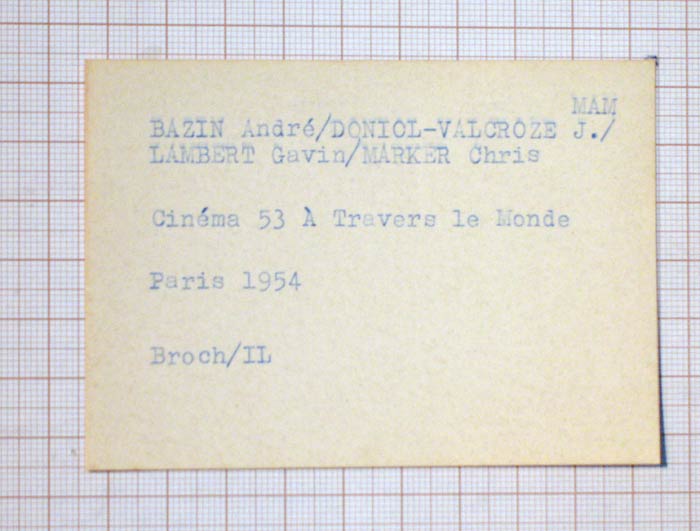 MAM
BAZIN André/DONIOL-VALCROZE J./
LAMBERT Gavin/MARKER Chris
Cinéma 53 À Travers le Monde
Paris 1954
Broch/IL